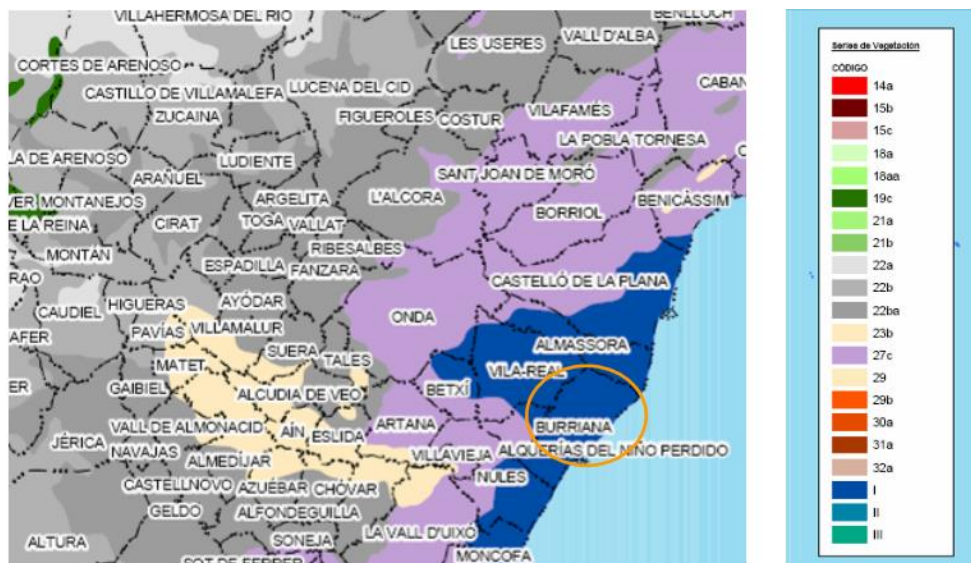 VILLAHERMOSA DEL RIO
BENLLOCH
LES USERES
VALL D'ALBA
CORTES DE ARENOSO
CASTILLO DE VILLAMALEFA
LUCENA DEL CID
CABAN
ZUCAINA
FIGUEROLES
COSTUR
VILAFAMÉS
LA POBLA TORNESA
LA DE ARENOSO
LUDIENTE
ARAÑUEL
SANT JOAN DE MORÓ
VER
MONTANEJOS
ARGELITA
L'ALCORA
BENICÀSSIM
E LA REINA
CIRAT
TOGA
VALLAT
BORRIOL
MONTÁN
RIBESALBES
ESPADILLA
FANZARA
RAO
CASTELLÓ DE LA PLANA
CAUDIEL
HIGUERAS
AYÓDAR
ONDA
AFER
PAVÍAS
VILLAMALUR
ALMASSORA
SUERA
TALES
MATET
VILA-REAL
ER
GAIBIEL
ALCUDIA DE VEO
BETXÍ
VALL DE ALMONACID
AÍN
ESLIDA
ARTANA
BURRIANA
JÉRICA
NAVAJAS
ALMEDÍJAR
VILLAVIEJA
ALQUERÍAS DEL NIÑO PERDIDO
CASTELLNOVO
AZUÉBAR
CHÓVAR
NULES
GELDO
ALFONDEGUILLA
ALTURA
SONEJA
LA VALL D'UIXÓ
SOT DE FERRER
MONCOFA
Series de Vegetación
CÓDIGO
14a
15b
15c
18a
18aa
19c
21a
21b
22a
22b
22ba
23b
27c
29
29b
30a
31a
32a
I
II
III